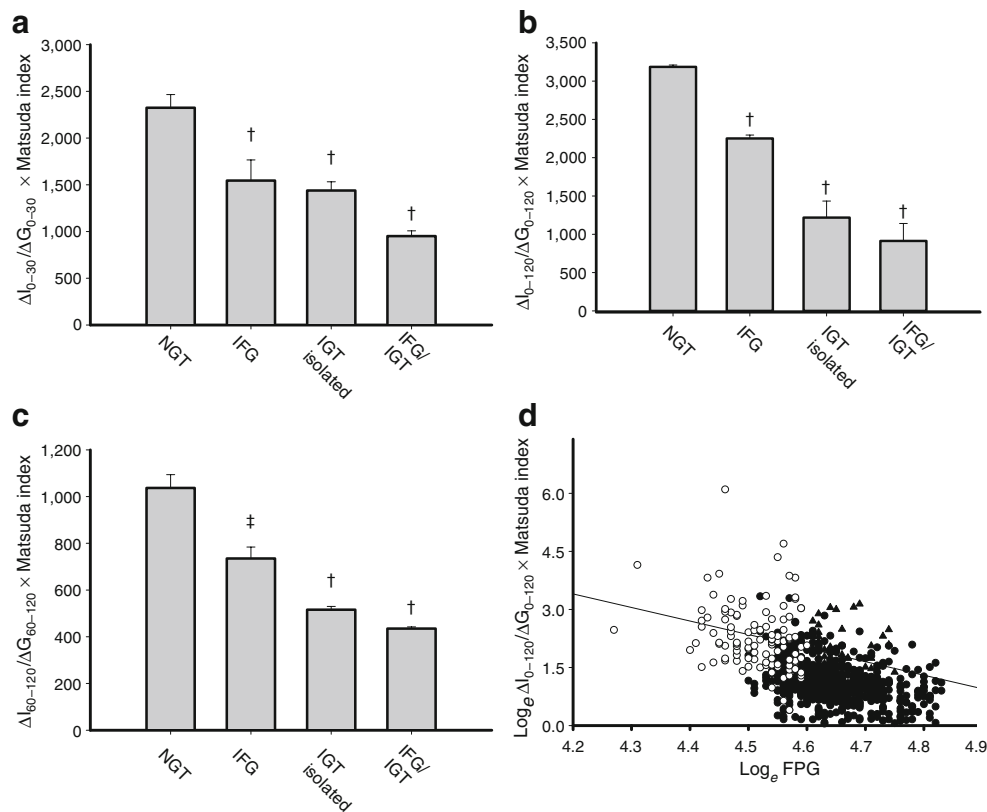 a
ΔI0–30/ΔG0–30 × Matsuda index
3,000
2,500
2,000
1,500
1,000
500
0
†
†
†
NGT
IFG
IGT
isolated
IFG/
IGT
b
ΔI0–120/ΔG0–120 × Matsuda index
3,500
3,000
2,500
2,000
1,500
1,000
500
0
†
†
†
NGT
IFG
IGT
isolated
IFG/
IGT
c
ΔI60–120/ΔG60–120 × Matsuda index
1,200
1,000
800
600
400
200
0
‡
†
†
NGT
IFG
IGT
isolated
IFG/
IGT
d
Loge ΔI0–120/ΔG0–120 × Matsuda index
6.0
4.5
3.0
1.5
0.0
4.2 4.3 4.4 4.5 4.6 4.7 4.8 4.9
Loge FPG